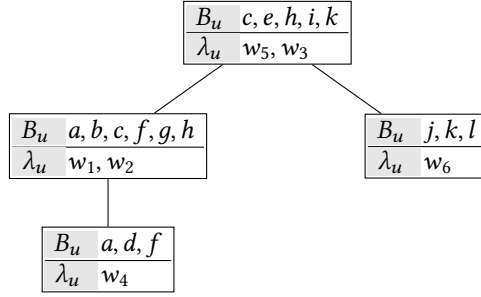 B_u c, e, h, i, k
λ_u w_5, w_3
B_u a, b, c, f, g, h
λ_u w_1, w_2
B_u j, k, l
λ_u w_6
B_u a, d, f
λ_u w_4